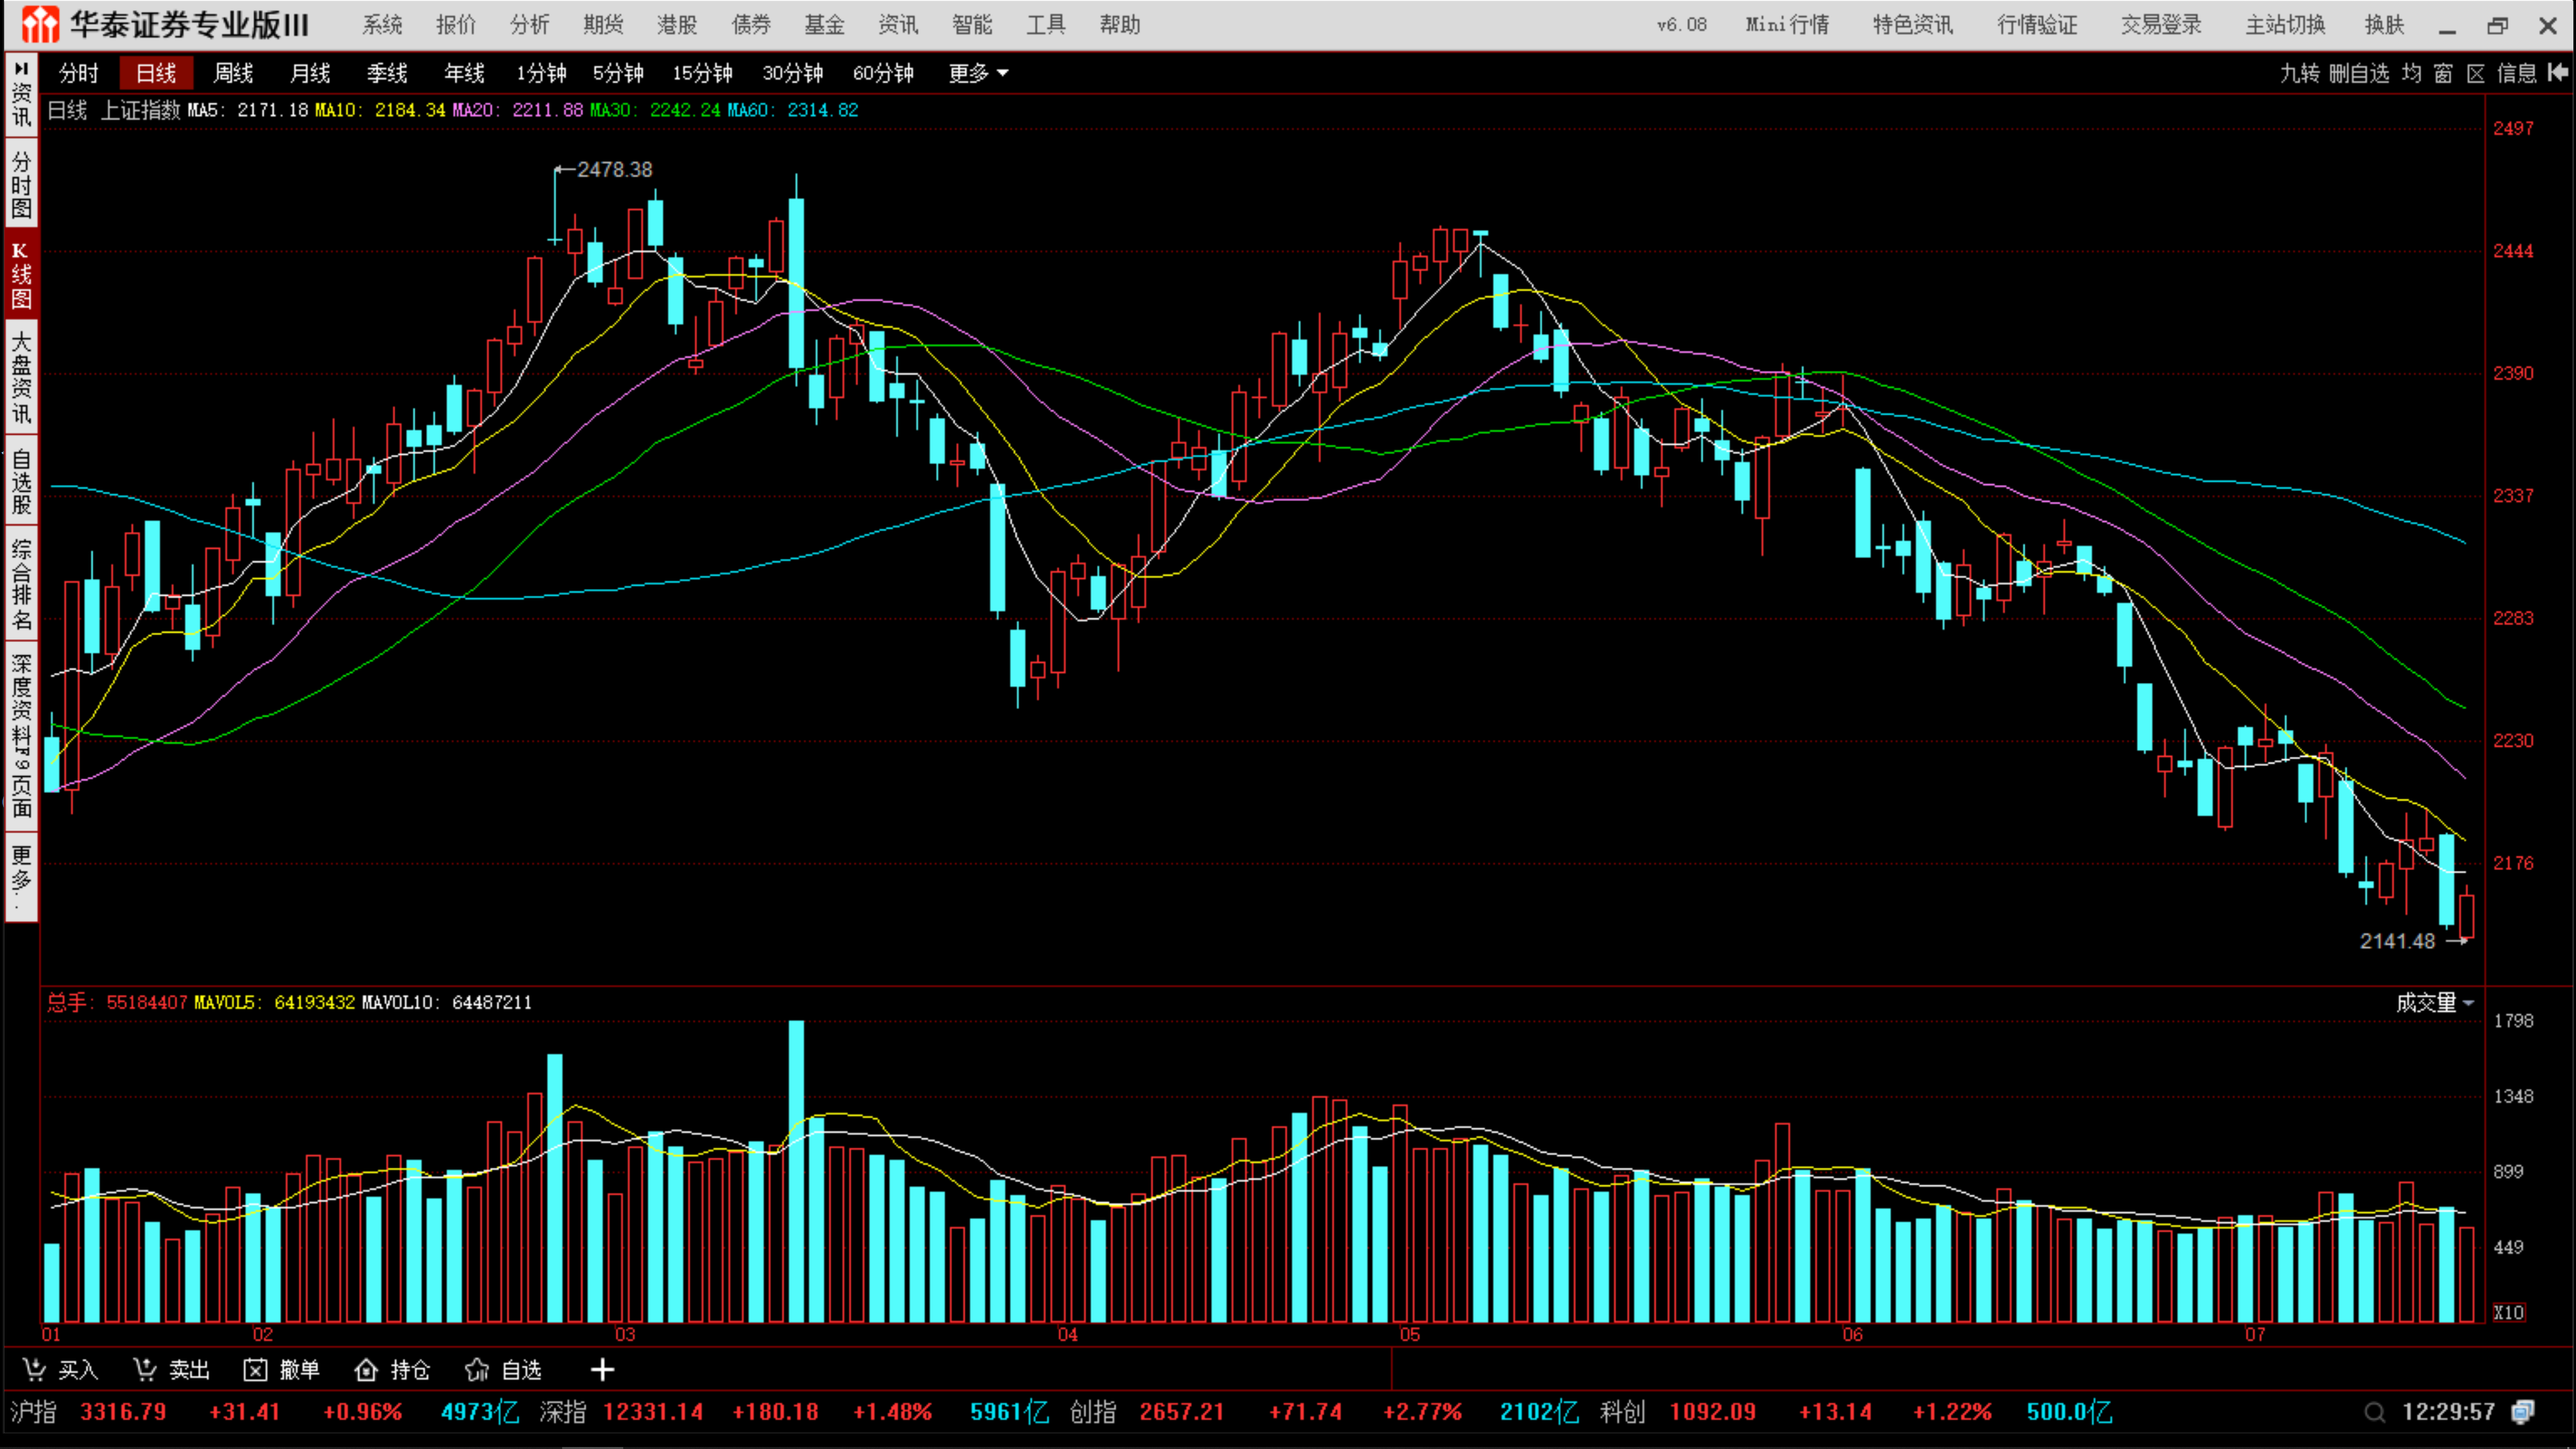 华泰证券专业版III 系统 报价 分析 期货 港股 债券 基金 资讯 智能 工具 帮助 v6.08 Mini行情 特色资讯 行情验证 交易登录 主站切换 换肤
分时 日线 周线 月线 季线 年线 1分钟 5分钟 15分钟 30分钟 60分钟 更多 九转 删自选 均 窗 区 信息
日线 上证指数 MA5: 2171.18 MA10: 2184.34 MA20: 2211.88 MA30: 2242.24 MA60: 2314.82
资讯
分时图
K线图
大盘资讯
自选股
综合排名
深度资料F9页面
更多..
2497
2478.38
2444
2390
2337
2283
2230
2176
2141.48
总手: 55184407 MAVOL5: 64193432 MAVOL10: 64487211 成交量
1798
1348
899
449
X10
01 02 03 04 05 06 07
买入 卖出 撤单 持仓 自选 +
沪指 3316.79 +31.41 +0.96% 4973亿 深指 12331.14 +180.18 +1.48% 5961亿 创指 2657.21 +71.74 +2.77% 2102亿 科创 1092.09 +13.14 +1.22% 500.0亿 12:29:57